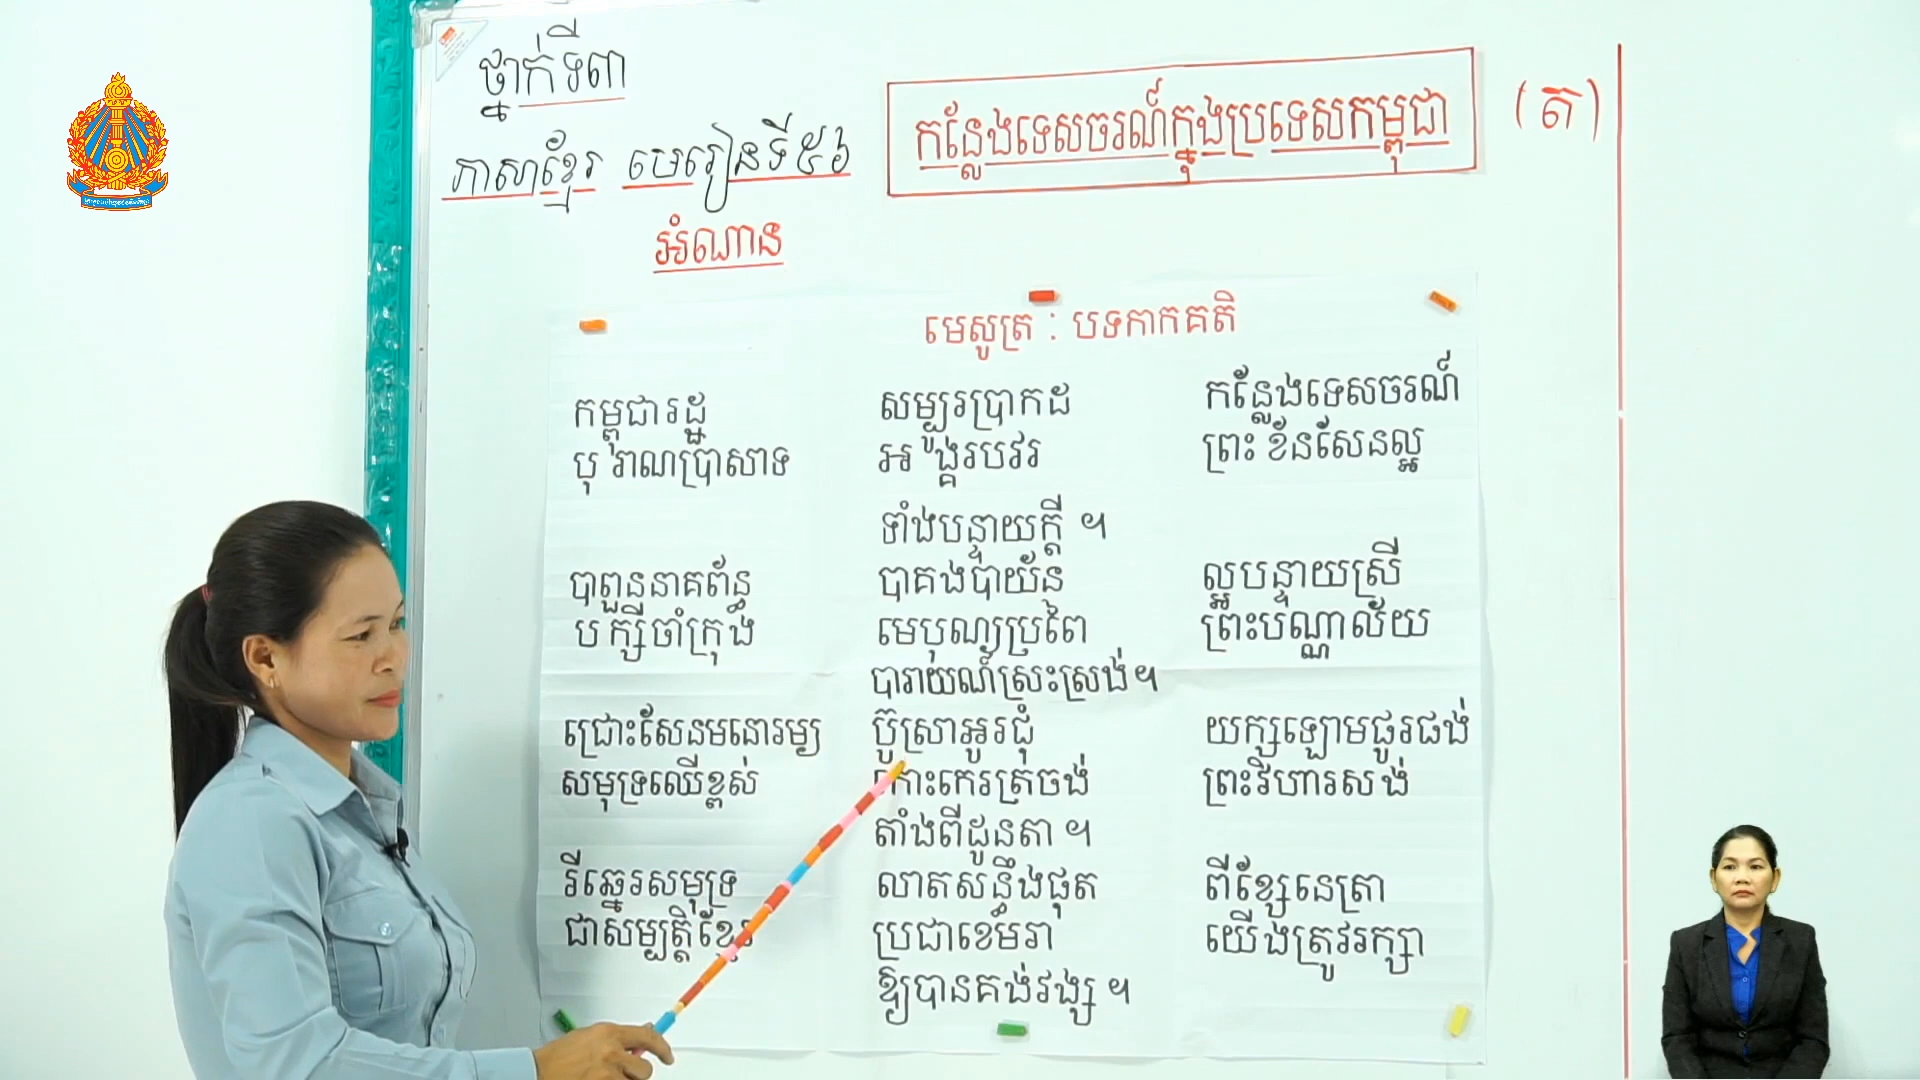 ថ្នាក់ទី៣
ភាសាខ្មែរ មេរៀនទី៥៦
កន្លែងទេសចរណ៍ក្នុងប្រទេសកម្ពុជា (ត)
អំណាន
មេសូត្រ : បទកាកគតិ
កម្ពុជារដ្ឋ សម្បូរប្រាកដ កន្លែងទេសចរណ៍
បុរាណប្រាសាទ អង្គរបវរ ព្រះខ័នសែនល្អ
ទាំងបន្ទាយក្ដី ។
បាពួននាគព័ន្ធ បាគងបាយ័ន ល្អបន្ទាយស្រី
បក្សីចាំក្រុង មេបុណ្យប្រពៃ ព្រះបណ្ណាល័យ
បារាយណ៍ស្រះស្រង់ ។
ជ្រោះសែនមនោរម្យ ប៊ូស្រាអូរជុំ យក្សឡោមផូរផង់
សមុទ្រឈើខ្ពស់ កោះកេរត្រចង់ ព្រះវិហារសង់
តាំងពីដូនតា ។
រីឆ្នេរសមុទ្រ លាតសន្ធឹងផុត ពីខ្សែនេត្រា
ជាសម្បត្តិខ្មែរ ប្រជាខេមរា យើងត្រូវរក្សា
ឱ្យបានគង់វង្ស ។